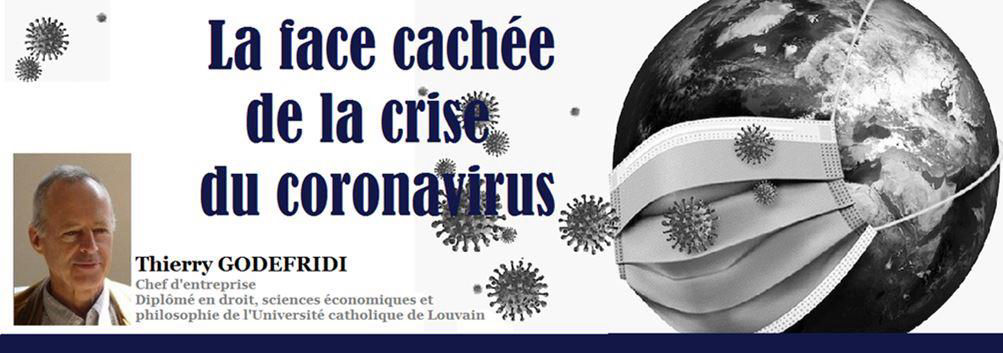 La face cachée
de la crise
du coronavirus
Thierry GODEFRIDI
Chef d'entreprise
Diplômé en droit, sciences économiques et
philosophie de l'Université catholique de Louvain